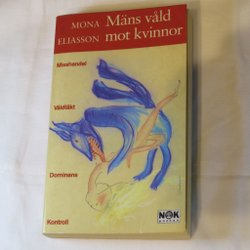 MONA
ELIASSON
Mäns våld
mot kvinnor
Misshandel
Våldtäkt
Dominans
Kontroll
NOK